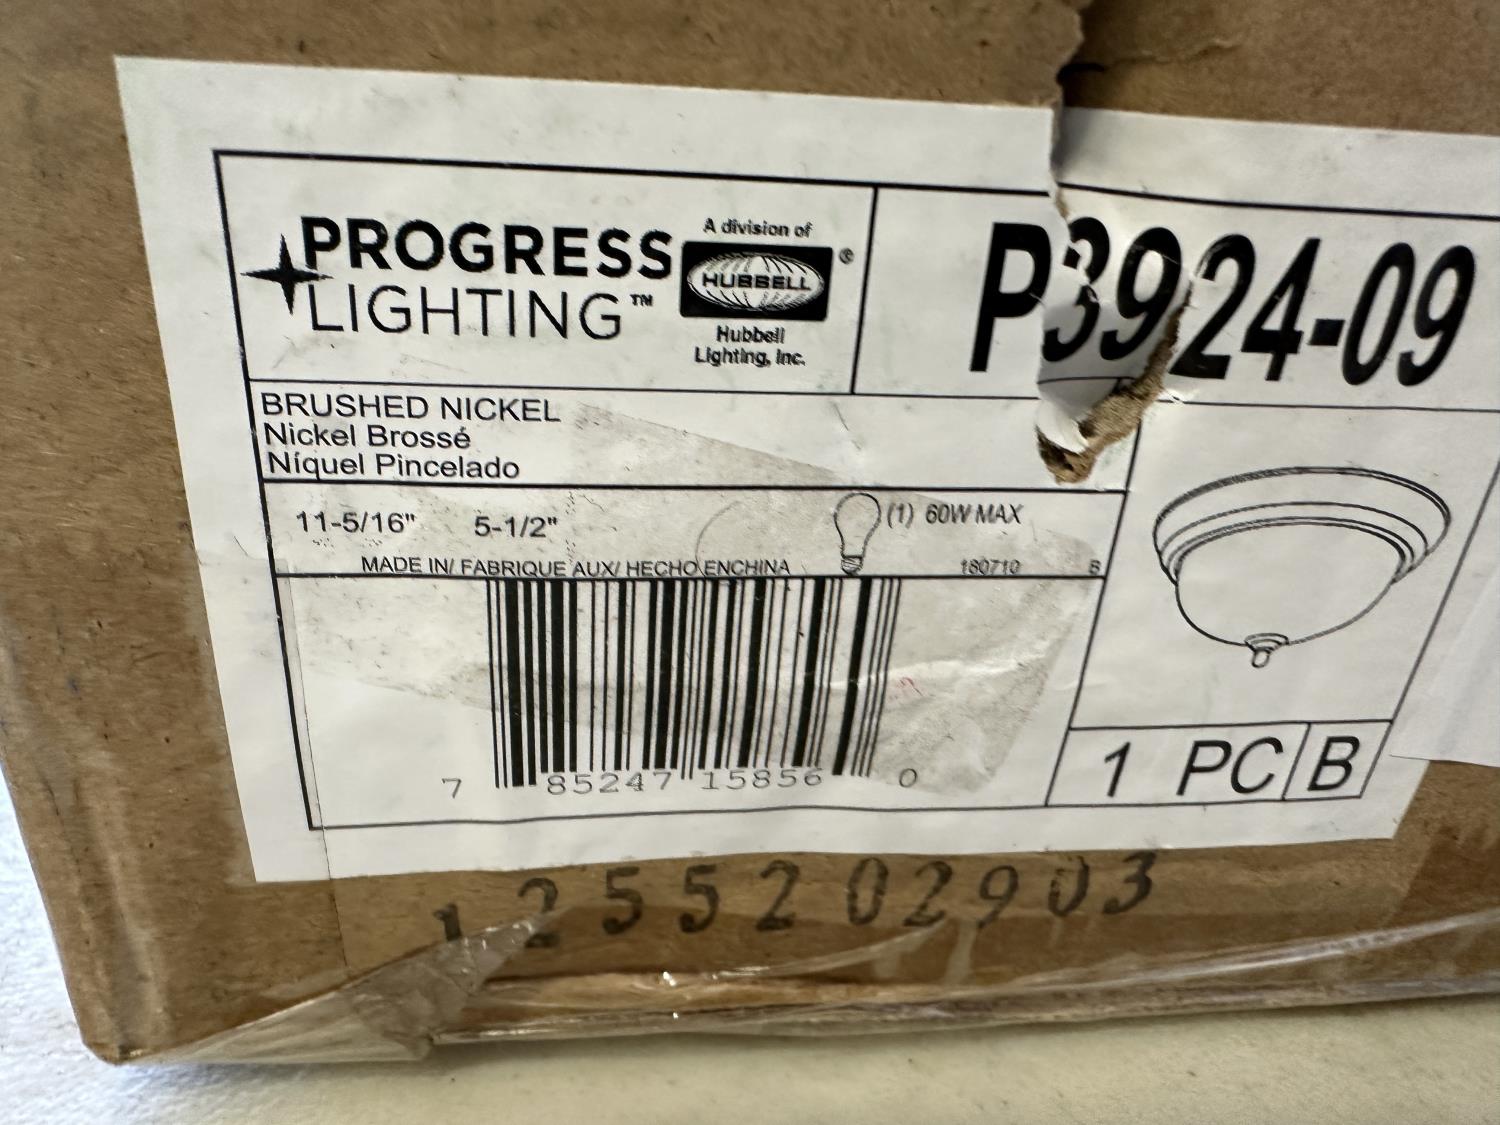 PROGRESS
LIGHTING™
A division of
HUBBELL ®
Hubbell
Lighting, Inc.
P3924-09
BRUSHED NICKEL
Nickel Brossé
Níquel Pincelado
11-5/16" 5-1/2"
(1) 60W MAX
MADE IN/ FABRIQUE AUX/ HECHO ENCHINA
180710 B
7 85247 15856 0
1 PC B
1255202903